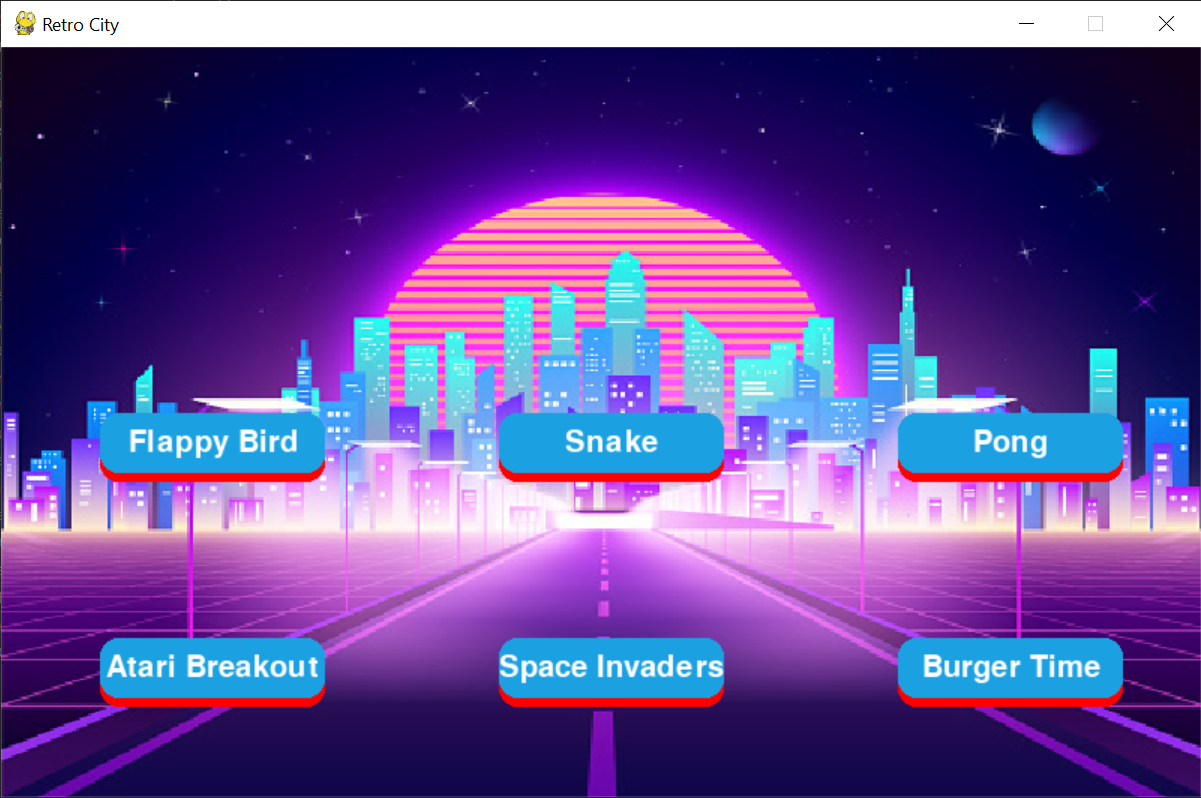 Retro City
Flappy Bird
Snake
Pong
Atari Breakout
Space Invaders
Burger Time